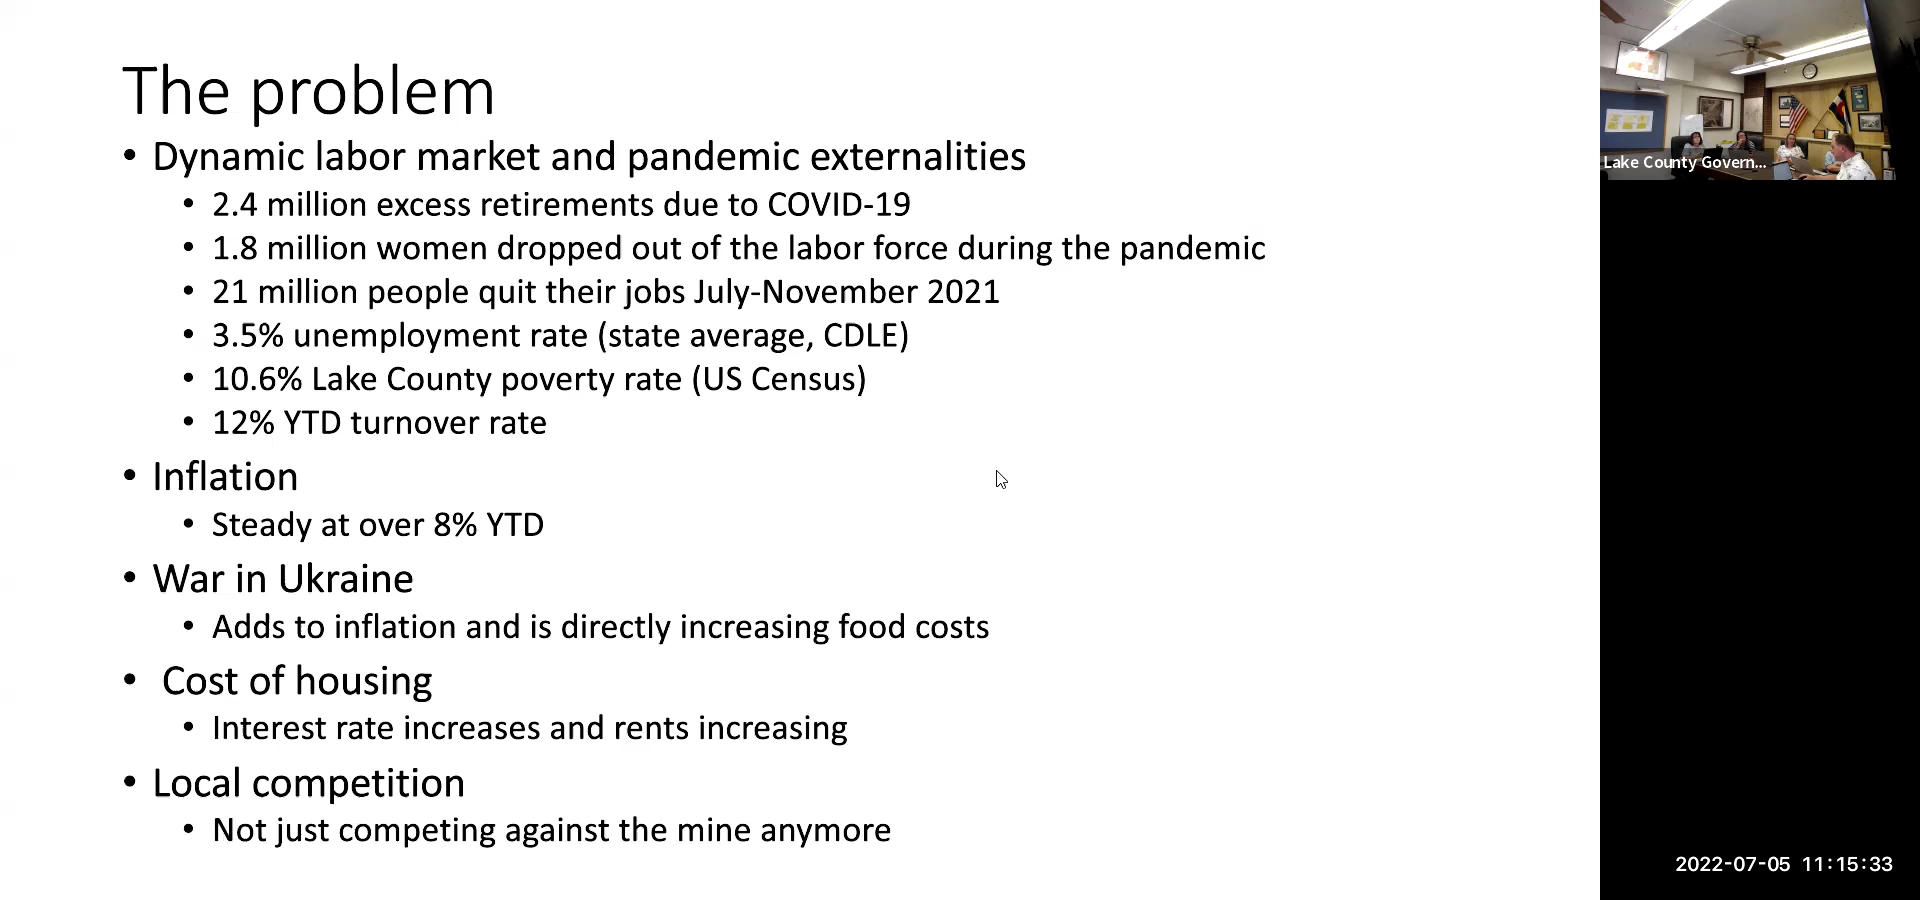 The problem
• Dynamic labor market and pandemic externalities
• 2.4 million excess retirements due to COVID-19
• 1.8 million women dropped out of the labor force during the pandemic
• 21 million people quit their jobs July-November 2021
• 3.5% unemployment rate (state average, CDLE)
• 10.6% Lake County poverty rate (US Census)
• 12% YTD turnover rate
• Inflation
• Steady at over 8% YTD
• War in Ukraine
• Adds to inflation and is directly increasing food costs
• Cost of housing
• Interest rate increases and rents increasing
• Local competition
• Not just competing against the mine anymore
Lake County Govern...
2022-07-05 11:15:33